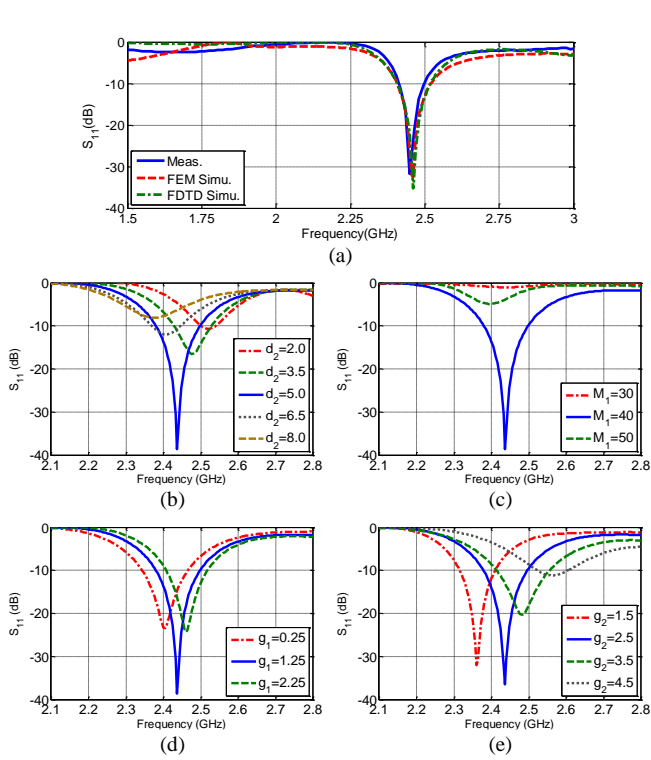 0
-10
-20
-30
-40
S11(dB)
Meas.
FEM Simu.
FDTD Simu.
1.5 1.75 2 2.25 2.5 2.75 3
Frequency(GHz)
(a)
0
-10
-20
-30
-40
S11 (dB)
d2=2.0
d2=3.5
d2=5.0
d2=6.5
d2=8.0
2.1 2.2 2.3 2.4 2.5 2.6 2.7 2.8
Frequency (GHz)
(b)
0
-10
-20
-30
-40
S11 (dB)
M1=30
M1=40
M1=50
2.1 2.2 2.3 2.4 2.5 2.6 2.7 2.8
Frequency (GHz)
(c)
0
-10
-20
-30
-40
S11 (dB)
g1=0.25
g1=1.25
g1=2.25
2.1 2.2 2.3 2.4 2.5 2.6 2.7 2.8
Frequency (GHz)
(d)
0
-10
-20
-30
-40
S11 (dB)
g2=1.5
g2=2.5
g2=3.5
g2=4.5
2.1 2.2 2.3 2.4 2.5 2.6 2.7 2.8
Frequency (GHz)
(e)